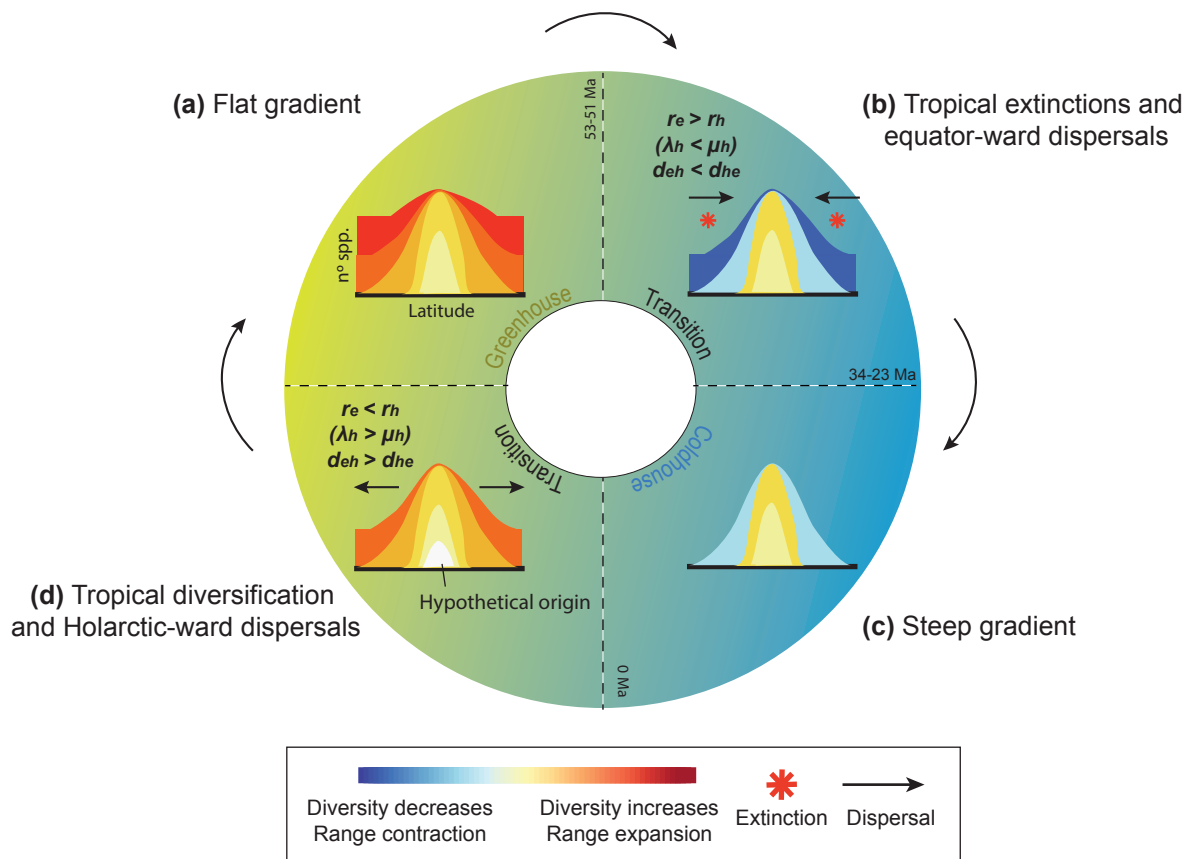 (a) Flat gradient
53-51 Ma
(b) Tropical extinctions and
equator-ward dispersals
re > rh
(λh < μh)
deh < dhe
nº spp.
Latitude
Greenhouse
Transition
34-23 Ma
re < rh
(λh > μh)
deh > dhe
Transition
Coldhouse
Hypothetical origin
(d) Tropical diversification
and Holarctic-ward dispersals
(c) Steep gradient
0 Ma
Diversity decreases
Range contraction
Diversity increases
Range expansion
Extinction
Dispersal